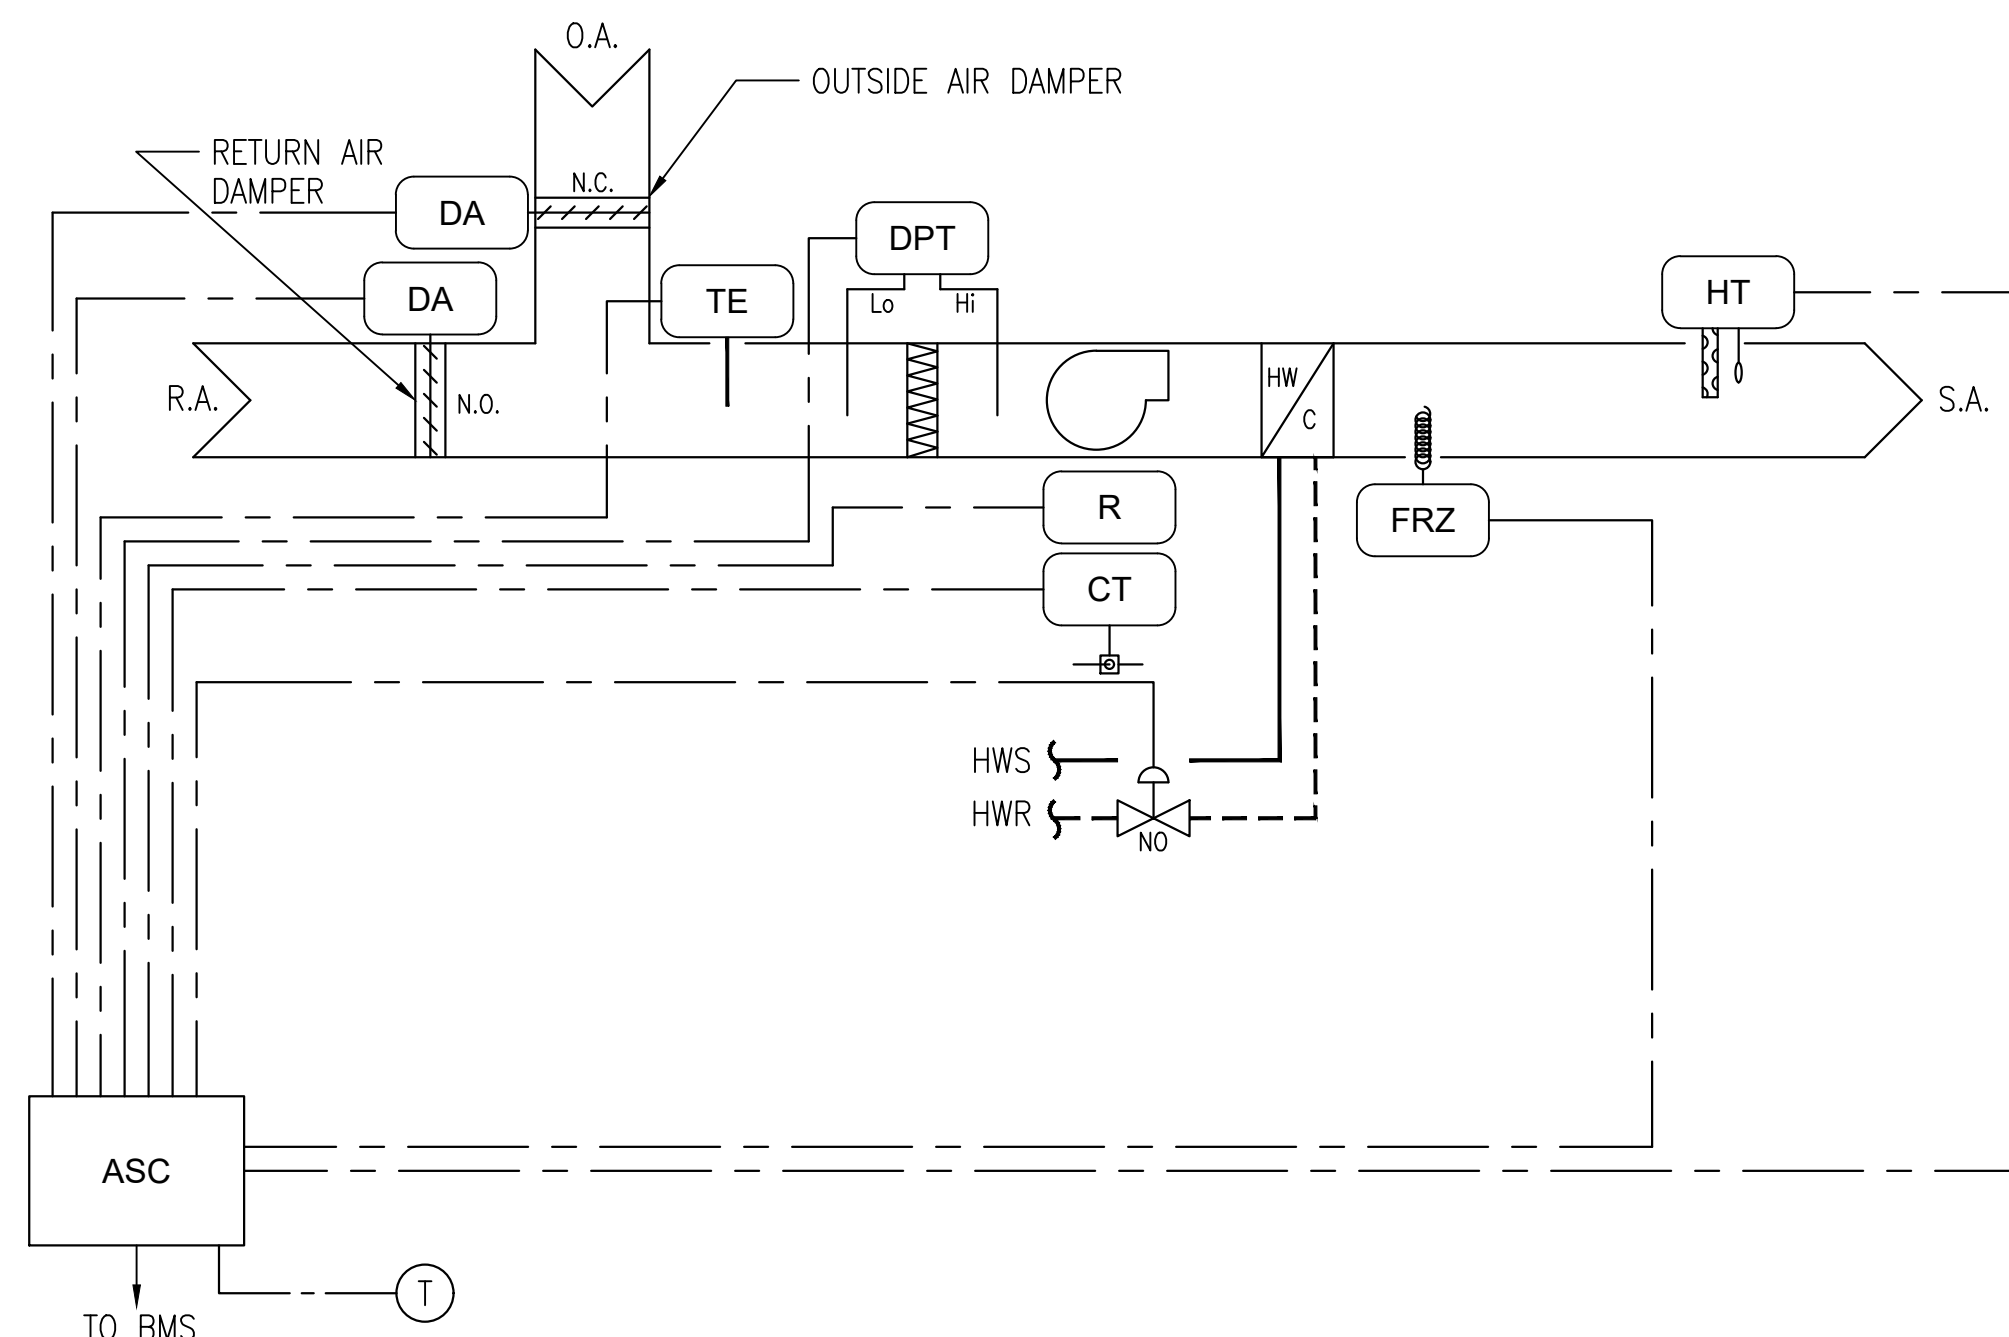 O.A.
OUTSIDE AIR DAMPER
RETURN AIR
DAMPER
N.C.
DA
DPT
DA
TE
Lo
Hi
HT
R.A.
N.O.
HW
C
S.A.
R
FRZ
CT
HWS
HWR
NO
ASC
T
TO BMS